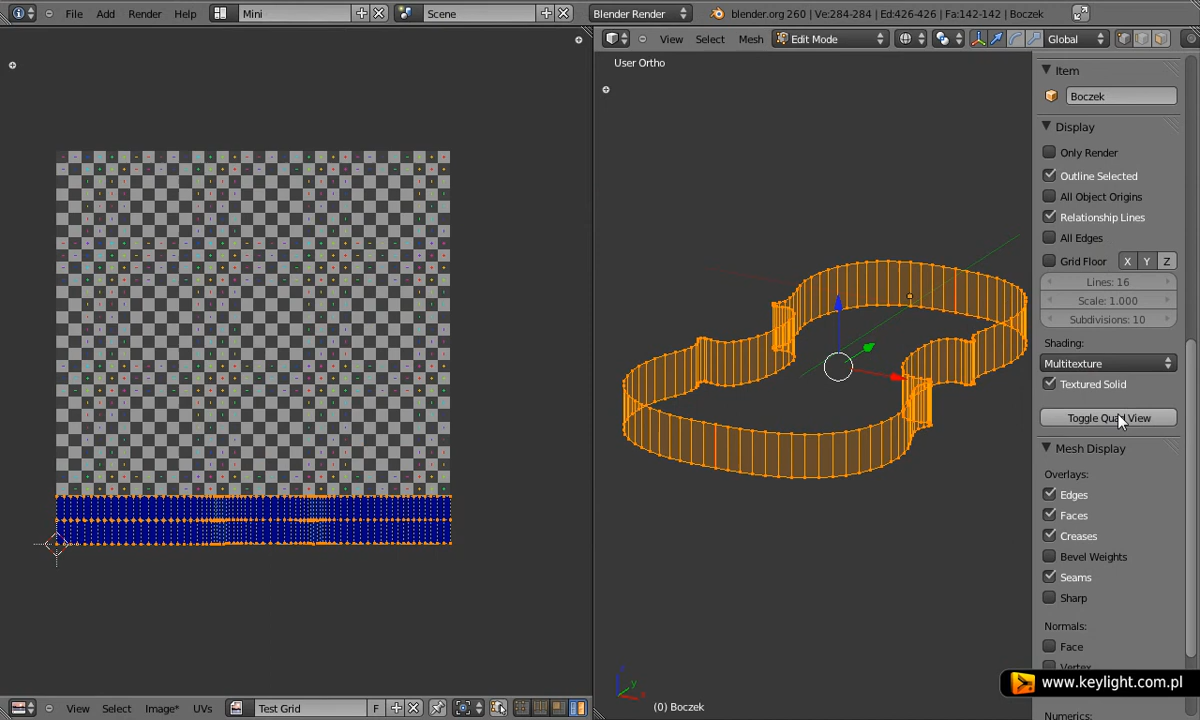 File Add Render Help Mini Scene Blender Render blender.org 260 | Ve:284-284 | Ed:426-426 | Fa:142-142 | Boczek
View Select Mesh Edit Mode Global
User Ortho
Item
Boczek
Display
Only Render
Outline Selected
All Object Origins
Relationship Lines
All Edges
Grid Floor X Y Z
Lines: 16
Scale: 1.000
Subdivisions: 10
Shading:
Multitexture
Textured Solid
Toggle Quad View
Mesh Display
Overlays:
Edges
Faces
Creases
Bevel Weights
Seams
Sharp
Normals:
Face
Vertex
www.keylight.com.pl
(0) Boczek
View Select Image* UVs Test Grid F